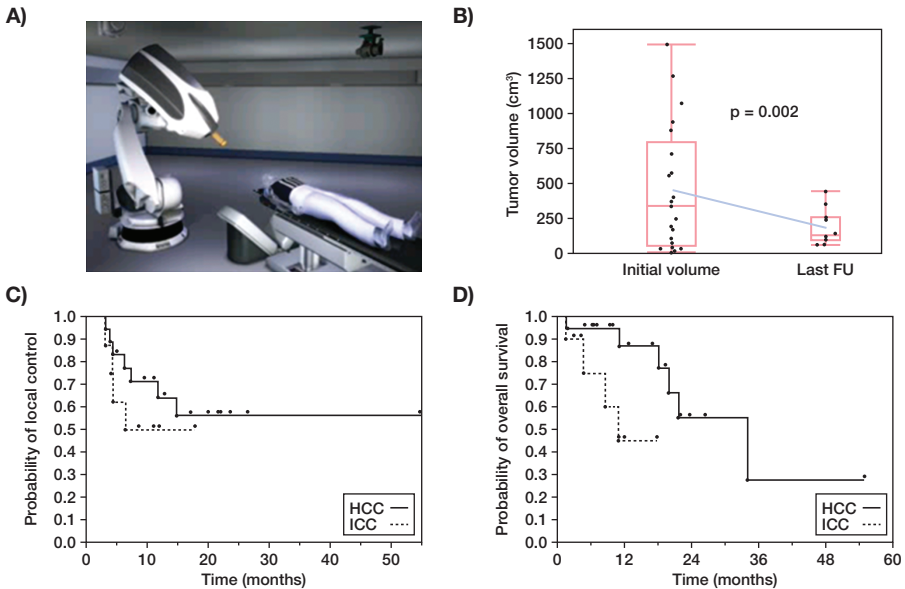 A)
B)
Tumor volume (cm³)
1500
1250
1000
750
500
250
0
p = 0.002
Initial volume
Last FU
C)
Probability of local control
1.0
0.9
0.8
0.7
0.6
0.5
0.4
0.3
0.2
0.1
0.0
HCC
ICC
0 10 20 30 40 50
Time (months)
D)
Probability of overall survival
1.0
0.9
0.8
0.7
0.6
0.5
0.4
0.3
0.2
0.1
0.0
HCC
ICC
0 12 24 36 48 60
Time (months)